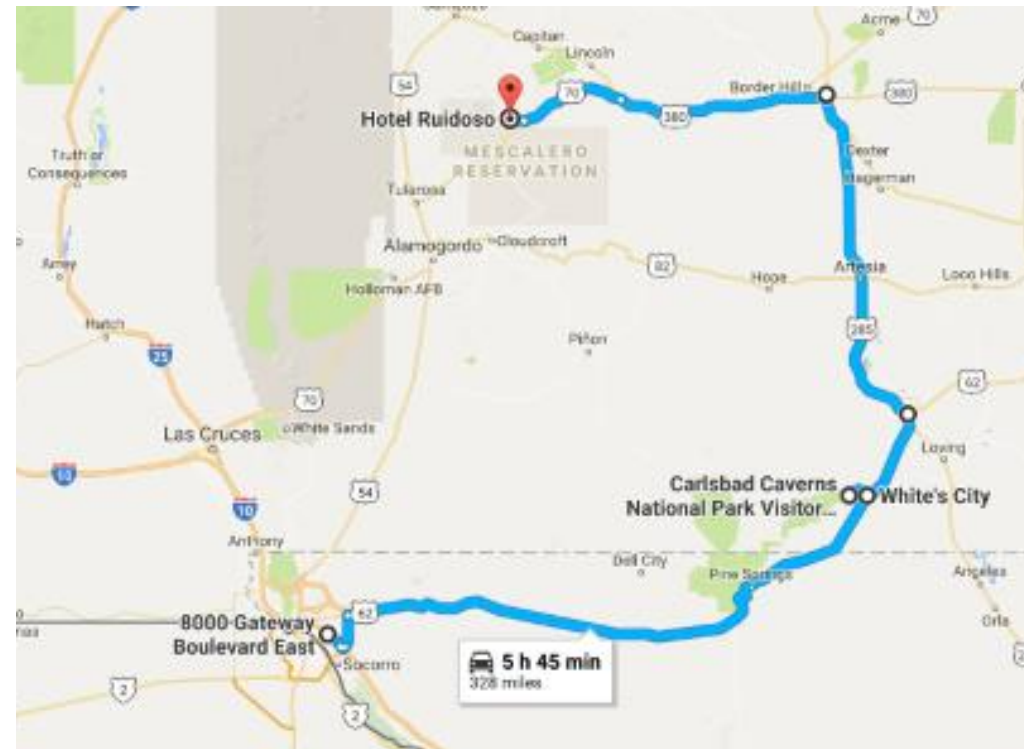 70
Acme
Capitan
Lincoln
54
70
Border Hills
380
380
Hotel Ruidoso
MESCALERO
RESERVATION
Dexter
Hagerman
Truth or
Consequences
Tularosa
Alamogordo
Cloudcroft
82
Hope
Artesia
Loco Hills
Arrey
Holloman AFB
285
Hatch
25
Piñon
62
70
White Sands
Las Cruces
Loving
10
54
Carlsbad Caverns
National Park Visitor...
White's City
10
Anthony
Dell City
Pine Springs
Angeles
Orla
62
8000 Gateway
Boulevard East
Socorro
5 h 45 min
328 miles
2
2
2